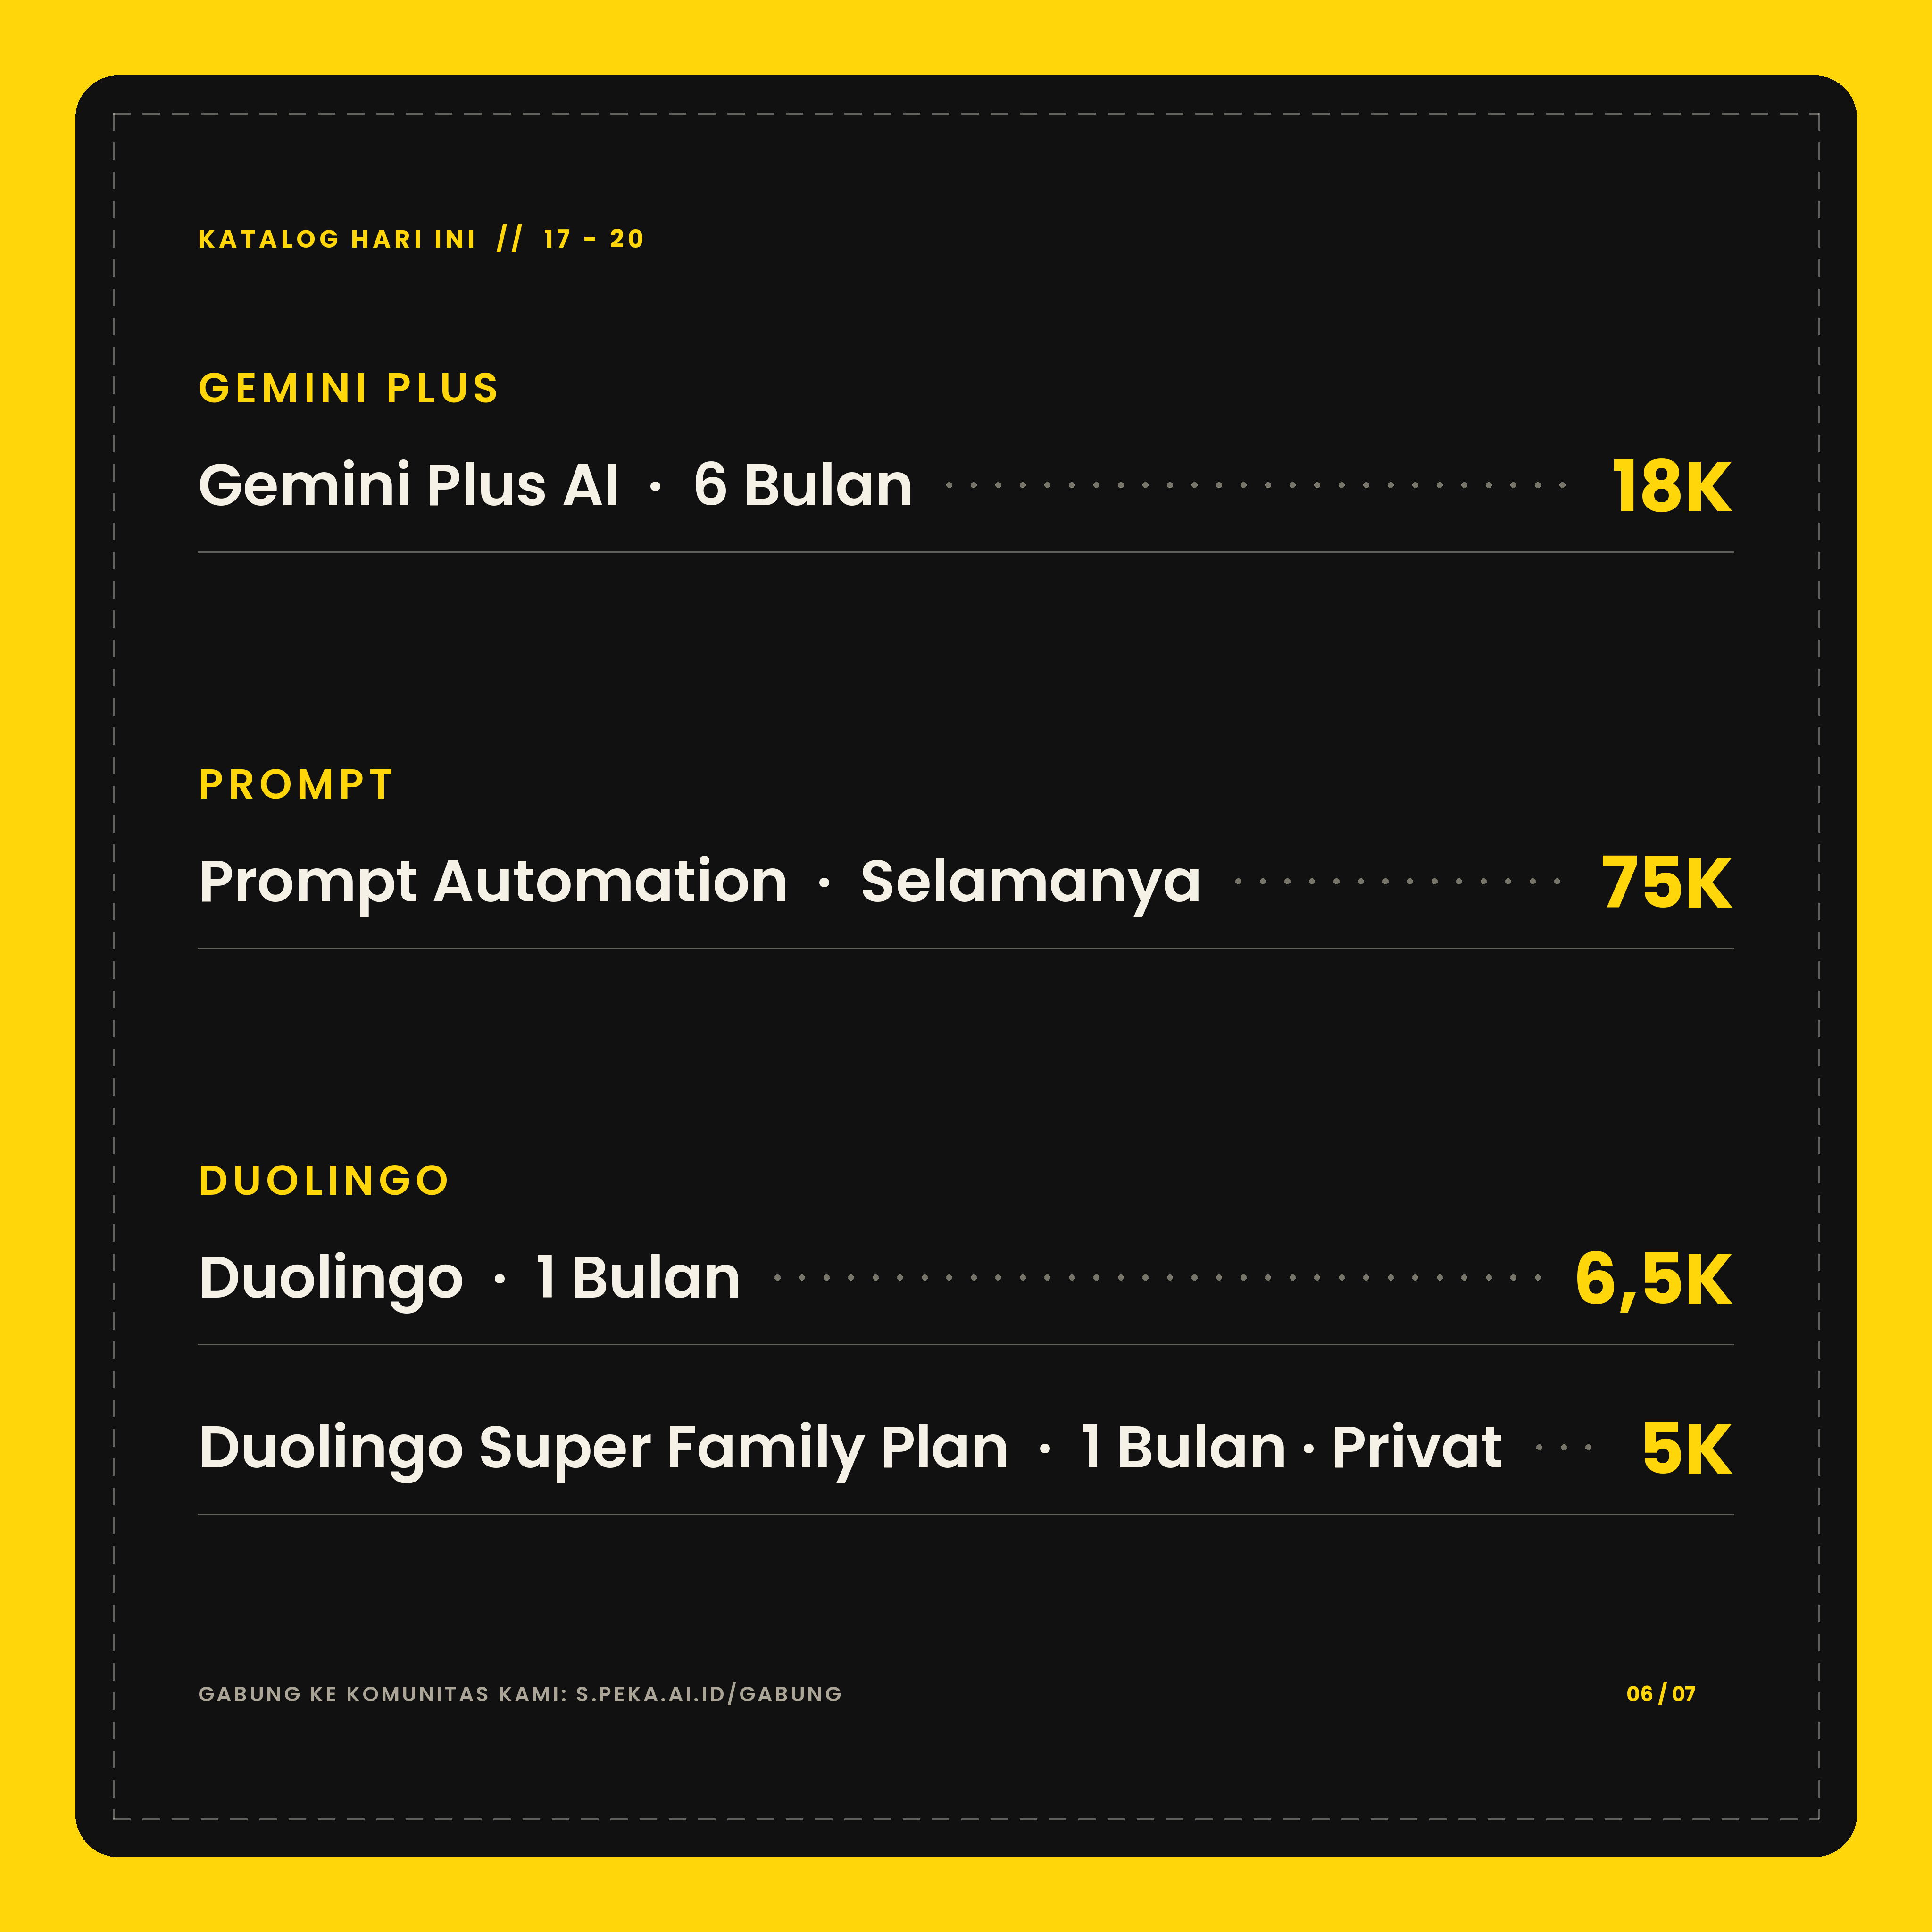 KATALOG HARI INI // 17 - 20
GEMINI PLUS
Gemini Plus AI · 6 Bulan 18K
PROMPT
Prompt Automation · Selamanya 75K
DUOLINGO
Duolingo · 1 Bulan 6,5K
Duolingo Super Family Plan · 1 Bulan · Privat 5K
GABUNG KE KOMUNITAS KAMI: S.PEKA.AI.ID/GABUNG 06 / 07